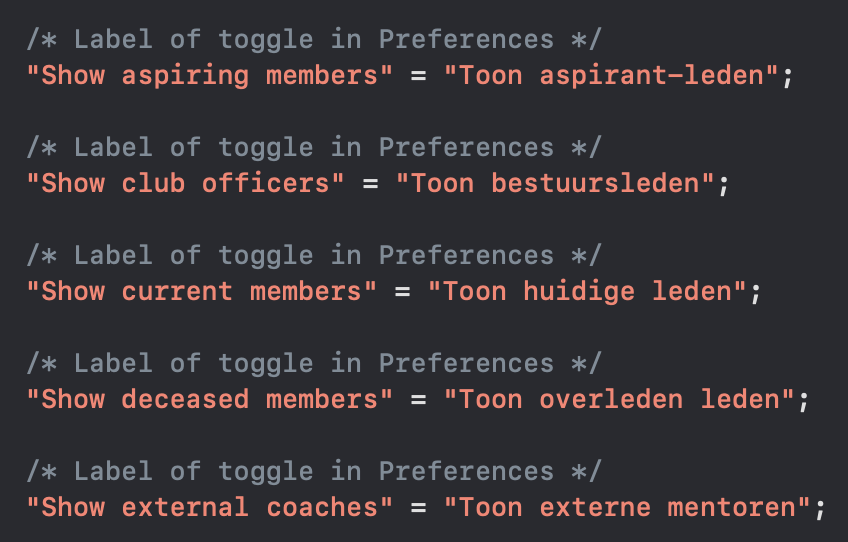 /* Label of toggle in Preferences */
"Show aspiring members" = "Toon aspirant-leden";
/* Label of toggle in Preferences */
"Show club officers" = "Toon bestuursleden";
/* Label of toggle in Preferences */
"Show current members" = "Toon huidige leden";
/* Label of toggle in Preferences */
"Show deceased members" = "Toon overleden leden";
/* Label of toggle in Preferences */
"Show external coaches" = "Toon externe mentoren";